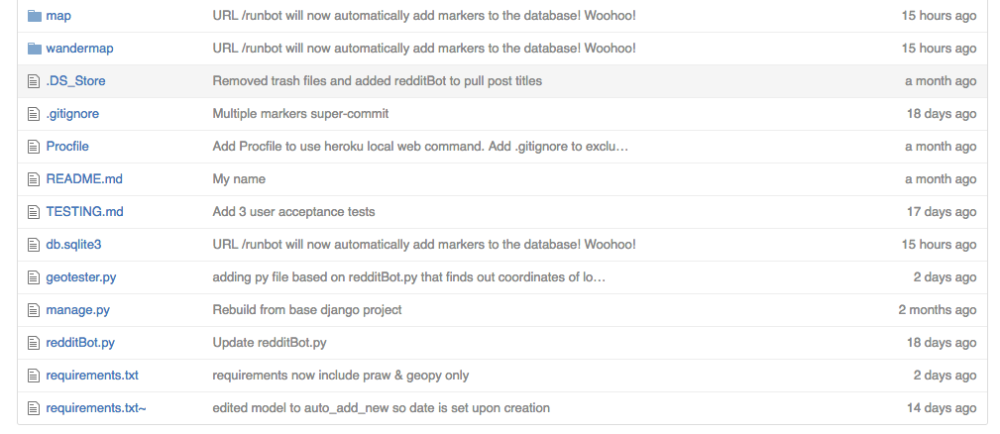 map URL /runbot will now automatically add markers to the database! Woohoo! 15 hours ago
wandermap URL /runbot will now automatically add markers to the database! Woohoo! 15 hours ago
.DS_Store Removed trash files and added redditBot to pull post titles a month ago
.gitignore Multiple markers super-commit 18 days ago
Procfile Add Procfile to use heroku local web command. Add .gitignore to exclu… a month ago
README.md My name a month ago
TESTING.md Add 3 user acceptance tests 17 days ago
db.sqlite3 URL /runbot will now automatically add markers to the database! Woohoo! 15 hours ago
geotester.py adding py file based on redditBot.py that finds out coordinates of lo… 2 days ago
manage.py Rebuild from base django project 2 months ago
redditBot.py Update redditBot.py 18 days ago
requirements.txt requirements now include praw & geopy only 2 days ago
requirements.txt~ edited model to auto_add_new so date is set upon creation 14 days ago